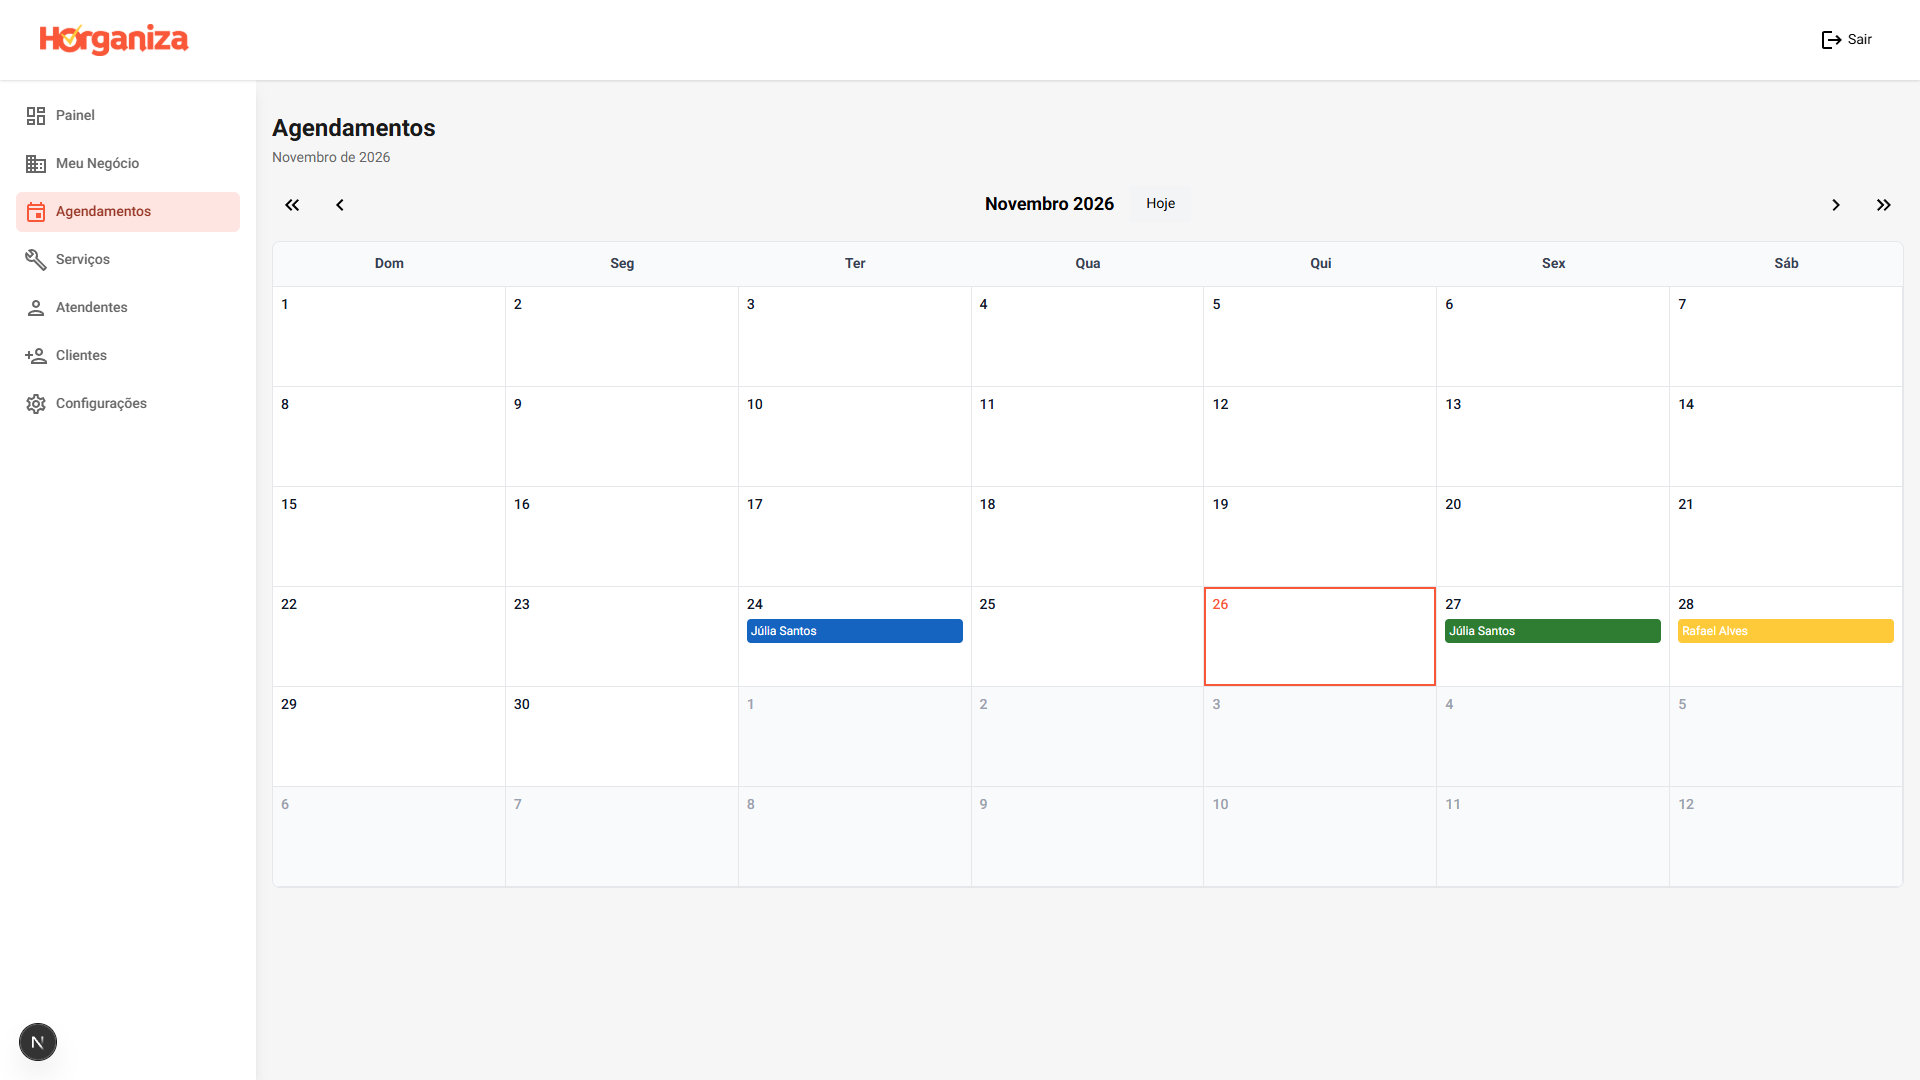 Horganiza
Sair
Painel
Meu Negócio
Agendamentos
Serviços
Atendentes
Clientes
Configurações
Agendamentos
Novembro de 2026
Novembro 2026 Hoje
Dom Seg Ter Qua Qui Sex Sáb
1 2 3 4 5 6 7
8 9 10 11 12 13 14
15 16 17 18 19 20 21
22 23 24 25 26 27 28
Júlia Santos Júlia Santos Rafael Alves
29 30 1 2 3 4 5
6 7 8 9 10 11 12
N